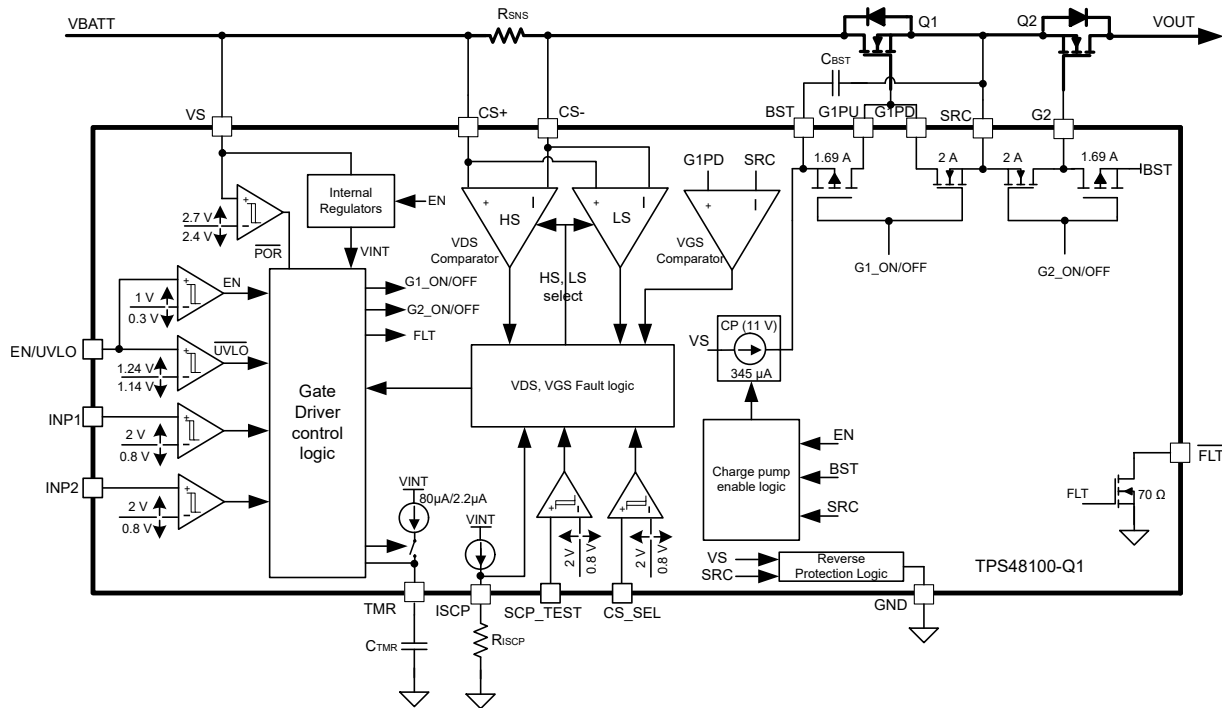 VBATT
RSNS
Q1
Q2
VOUT
CBST
VS
CS+
CS-
BST
G1PU
G1PD
SRC
G2
1.69 A
2 A
2 A
1.69 A
BST
G1PD
SRC
Internal
Regulators
EN
2.7 V
2.4 V
POR
VINT
HS
LS
VDS
Comparator
VGS
Comparator
HS, LS
select
G1_ON/OFF
G2_ON/OFF
EN
1 V
0.3 V
G1_ON/OFF
G2_ON/OFF
FLT
EN/UVLO
UVLO
1.24 V
1.14 V
CP (11 V)
VS
345 µA
VDS, VGS Fault logic
Gate
Driver
control
logic
INP1
2 V
0.8 V
INP2
2 V
0.8 V
Charge pump
enable logic
EN
BST
SRC
FLT
FLT
70 Ω
VINT
80µA/2.2µA
VINT
2 V
0.8 V
2 V
0.8 V
VS
SRC
Reverse
Protection Logic
TPS48100-Q1
TMR
ISCP
SCP_TEST
CS_SEL
GND
CTMR
RISCP